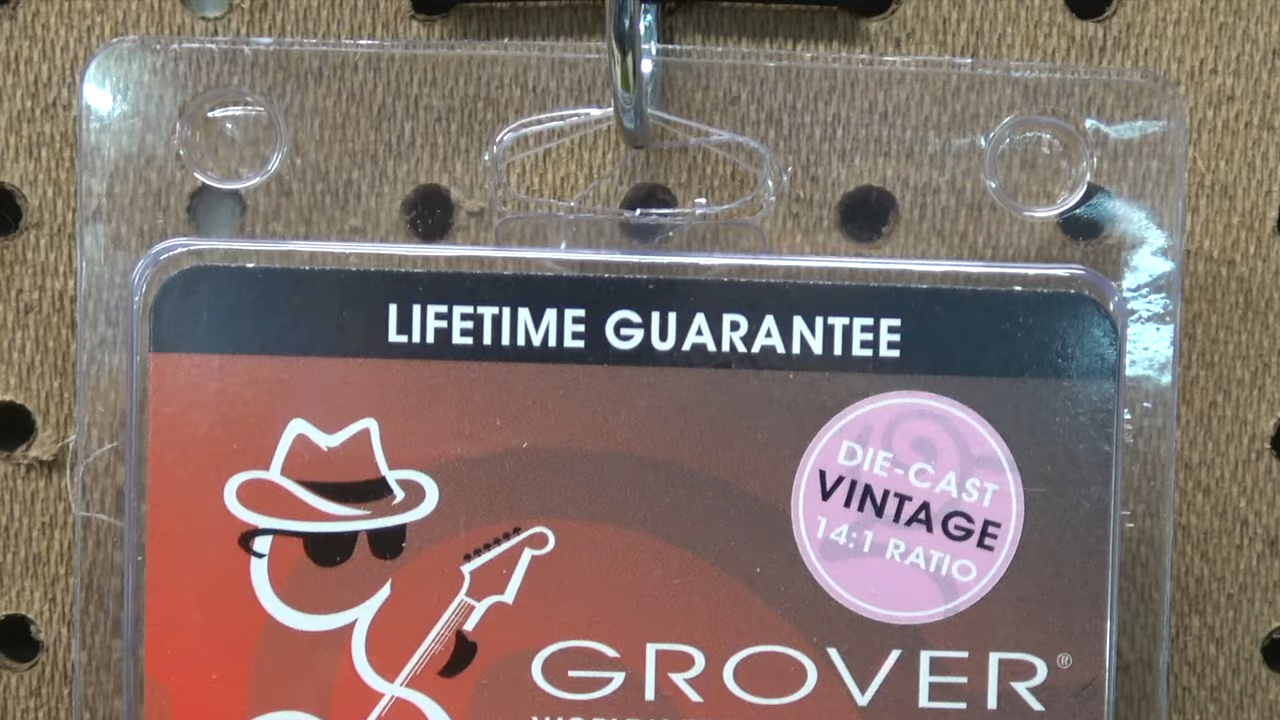 LIFETIME GUARANTEE
DIE-CAST
VINTAGE
14:1 RATIO
GROVER®